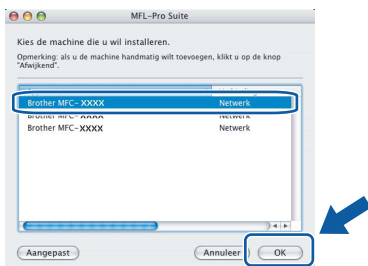 MFL-Pro Suite
Kies de machine die u wil installeren.
Opmerking: als u de machine handmatig wilt toevoegen, klikt u op de knop
"Afwijkend".
Brother MFC- XXXX Netwerk
Brother MFC- XXXX Netwerk
Brother MFC- XXXX Netwerk
Aangepast Annuleer OK